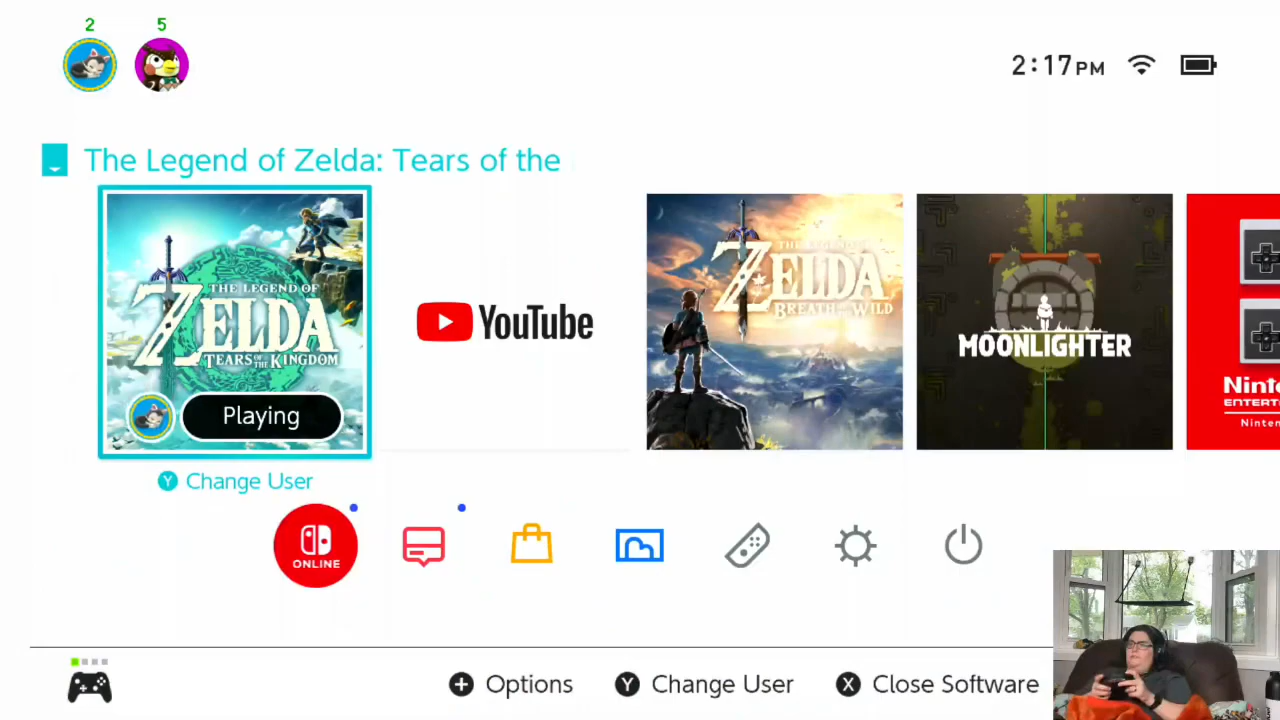 2 5
2:17PM
The Legend of Zelda: Tears of the
THE LEGEND OF
ZELDA
TEARS OF THE KINGDOM
Playing
YouTube
THE LEGEND OF
ZELDA
BREATH OF THE WILD
MOONLIGHTER
Y Change User
ONLINE
+ Options Y Change User X Close Software